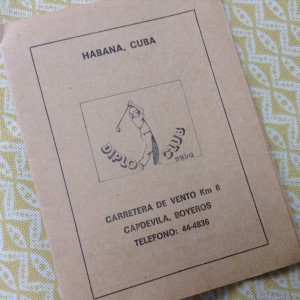 HABANA, CUBA
DIPLO CLUB
CARRETERA DE VENTO Km 8
CAPDEVILA, BOYEROS
TELEFONO: 44-4836